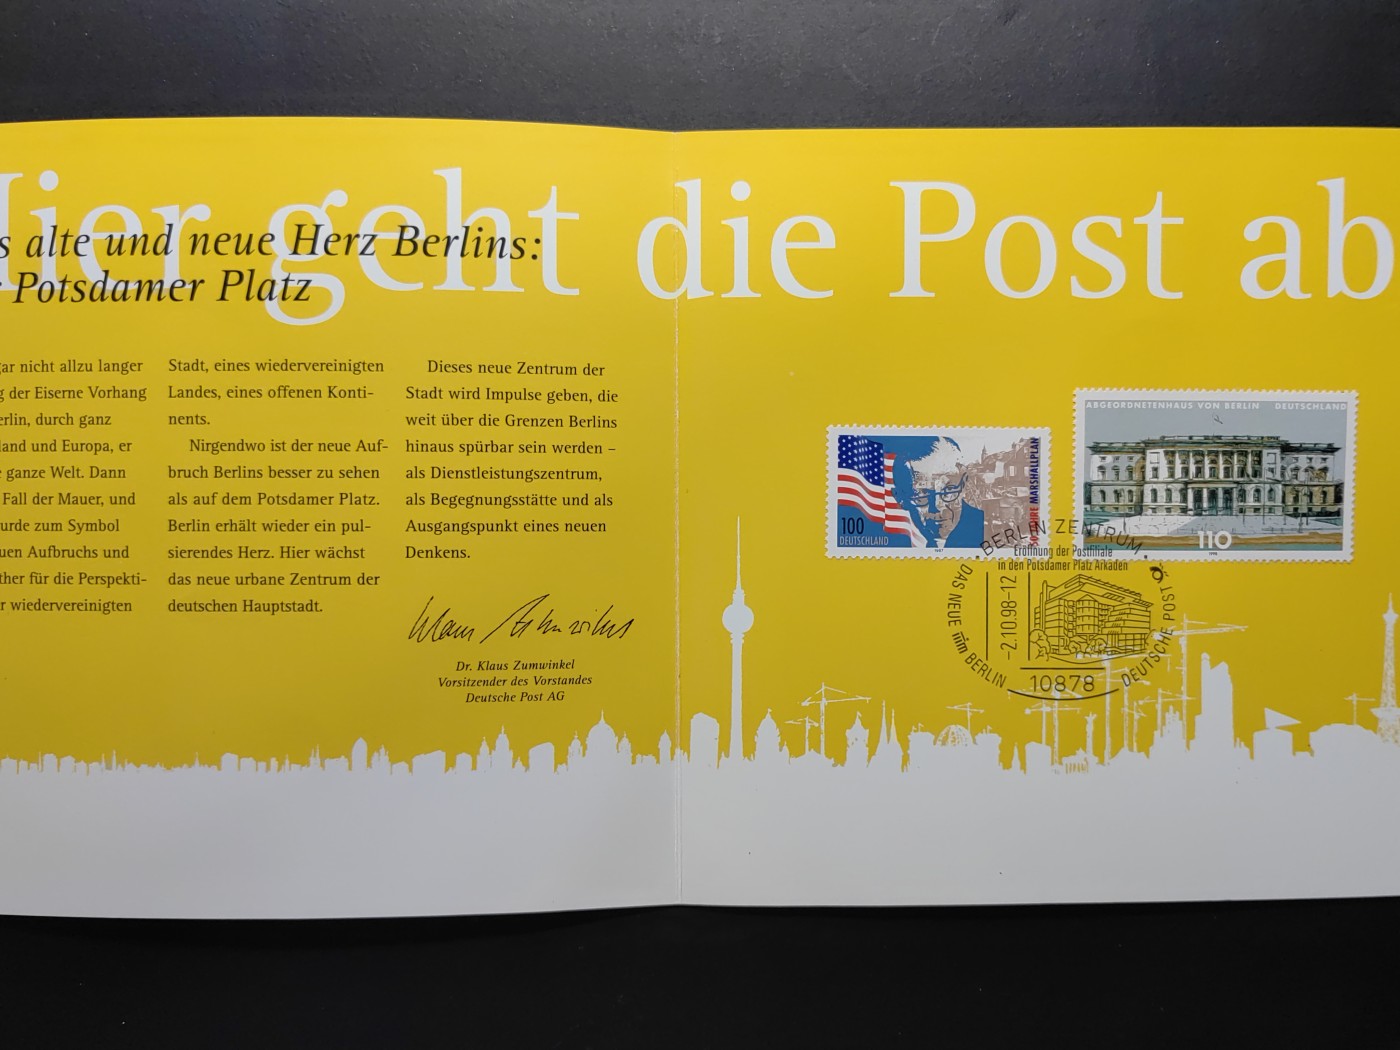 Hier geht die Post ab
s alte und neue Herz Berlins:
r Potsdamer Platz
gar nicht allzu langer
g der Eiserne Vorhang
erlin, durch ganz
land und Europa, er
e ganze Welt. Dann
Fall der Mauer, und
urde zum Symbol
uen Aufbruchs und
ther für die Perspekti-
r wiedervereinigten
Stadt, eines wiedervereinigten
Landes, eines offenen Konti-
nents.
Nirgendwo ist der neue Auf-
bruch Berlins besser zu sehen
als auf dem Potsdamer Platz.
Berlin erhält wieder ein pul-
sierendes Herz. Hier wächst
das neue urbane Zentrum der
deutschen Hauptstadt.
Dieses neue Zentrum der
Stadt wird Impulse geben, die
weit über die Grenzen Berlins
hinaus spürbar sein werden –
als Dienstleistungszentrum,
als Begegnungsstätte und als
Ausgangspunkt eines neuen
Denkens.
Klaus Zumwinkel
Dr. Klaus Zumwinkel
Vorsitzender des Vorstandes
Deutsche Post AG
100
DEUTSCHLAND
1997
50 JAHRE MARSHALLPLAN
ABGEORDNETENHAUS VON BERLIN DEUTSCHLAND
110
1998
BERLIN ZENTRUM
Eröffnung der Postfiliale
in den Potsdamer Platz Arkaden
-2.10.98-12
DAS NEUE BERLIN
DEUTSCHE POST
10878